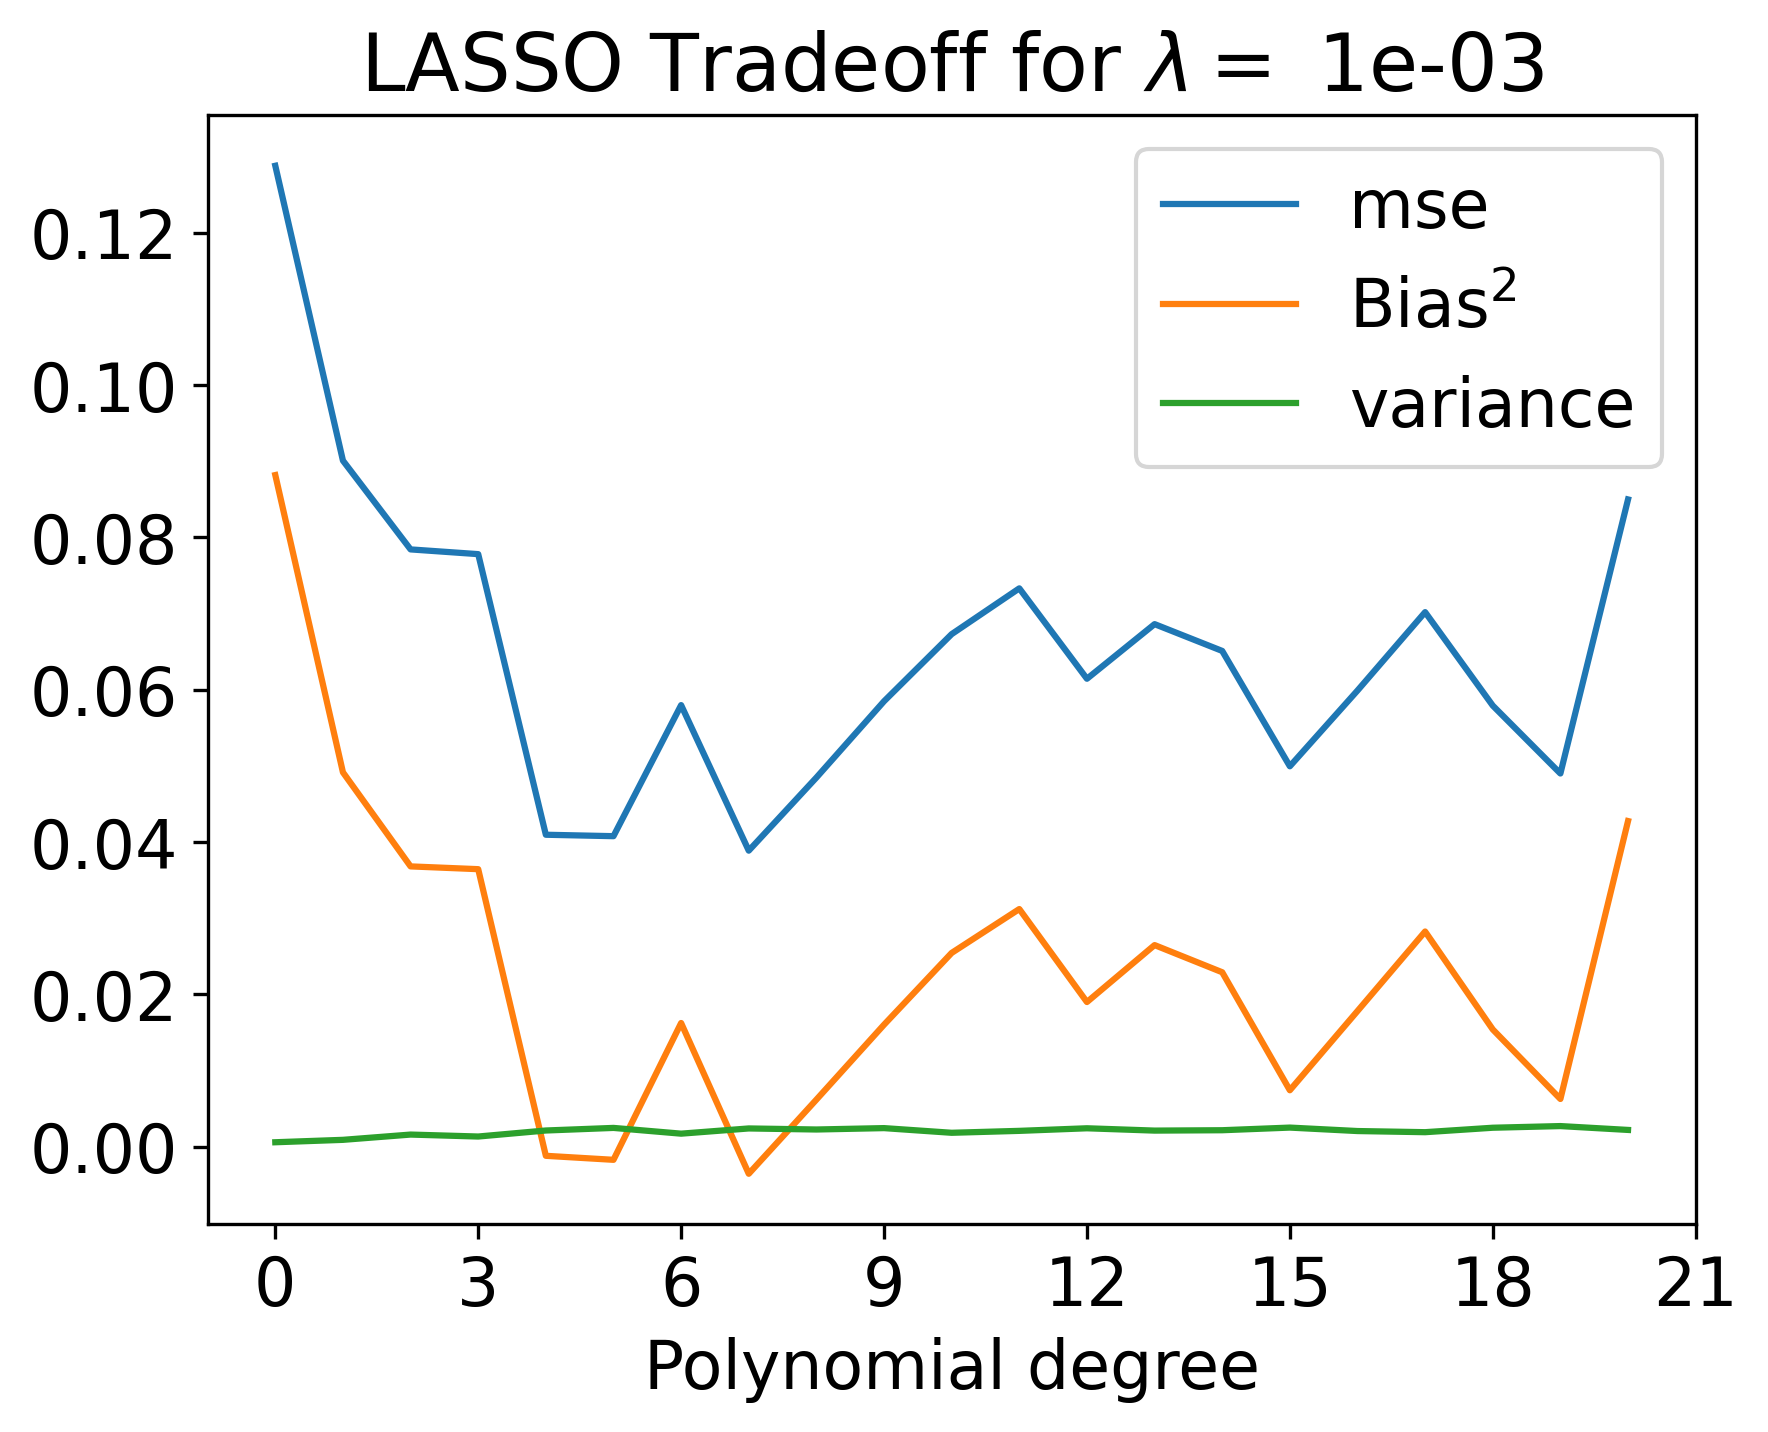 LASSO Tradeoff for λ = 1e-03
mse
Bias²
variance
0.12
0.10
0.08
0.06
0.04
0.02
0.00
0 3 6 9 12 15 18 21
Polynomial degree